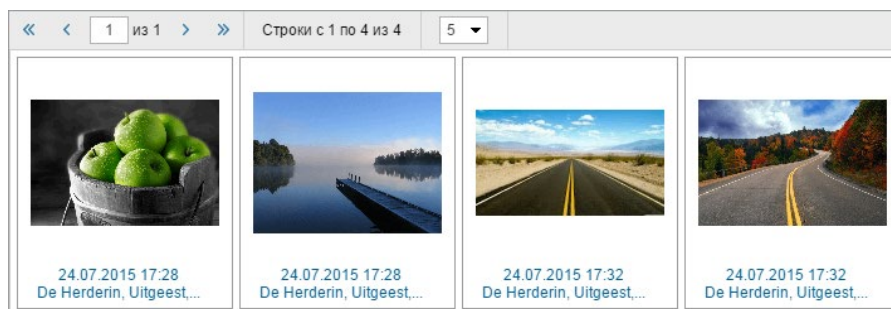 « ‹ 1 из 1 › » Строки с 1 по 4 из 4 5
24.07.2015 17:28
De Herderin, Uitgeest,...
24.07.2015 17:28
De Herderin, Uitgeest,...
24.07.2015 17:32
De Herderin, Uitgeest,...
24.07.2015 17:32
De Herderin, Uitgeest,...